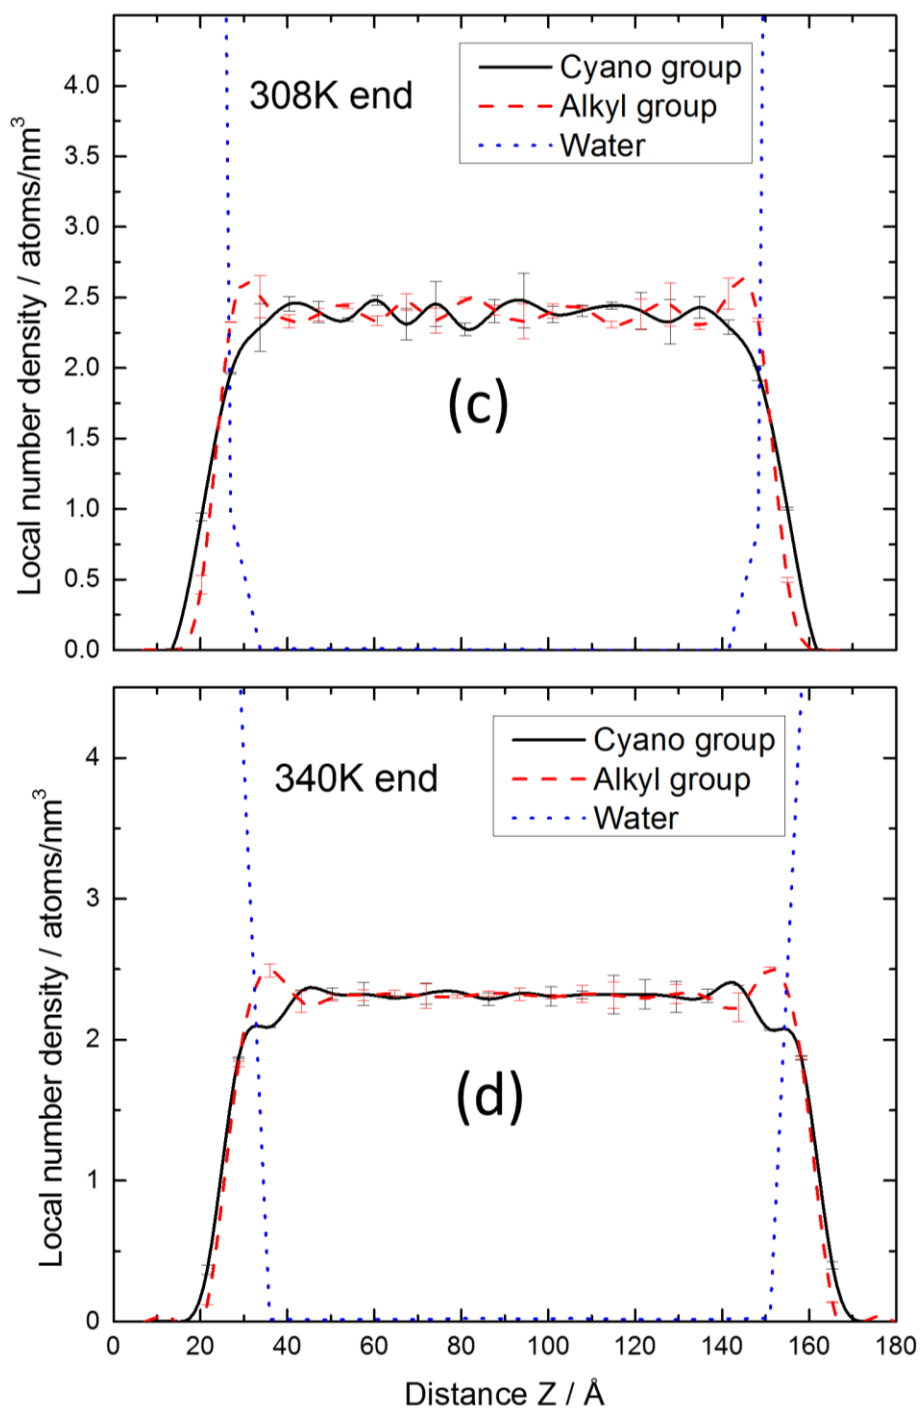 308K end
Cyano group
Alkyl group
Water
Local number density / atoms/nm³
4.0
3.5
3.0
2.5
2.0
1.5
1.0
0.5
0.0
(c)
340K end
Cyano group
Alkyl group
Water
Local number density / atoms/nm³
4
3
2
1
0
(d)
0 20 40 60 80 100 120 140 160 180
Distance Z / Å